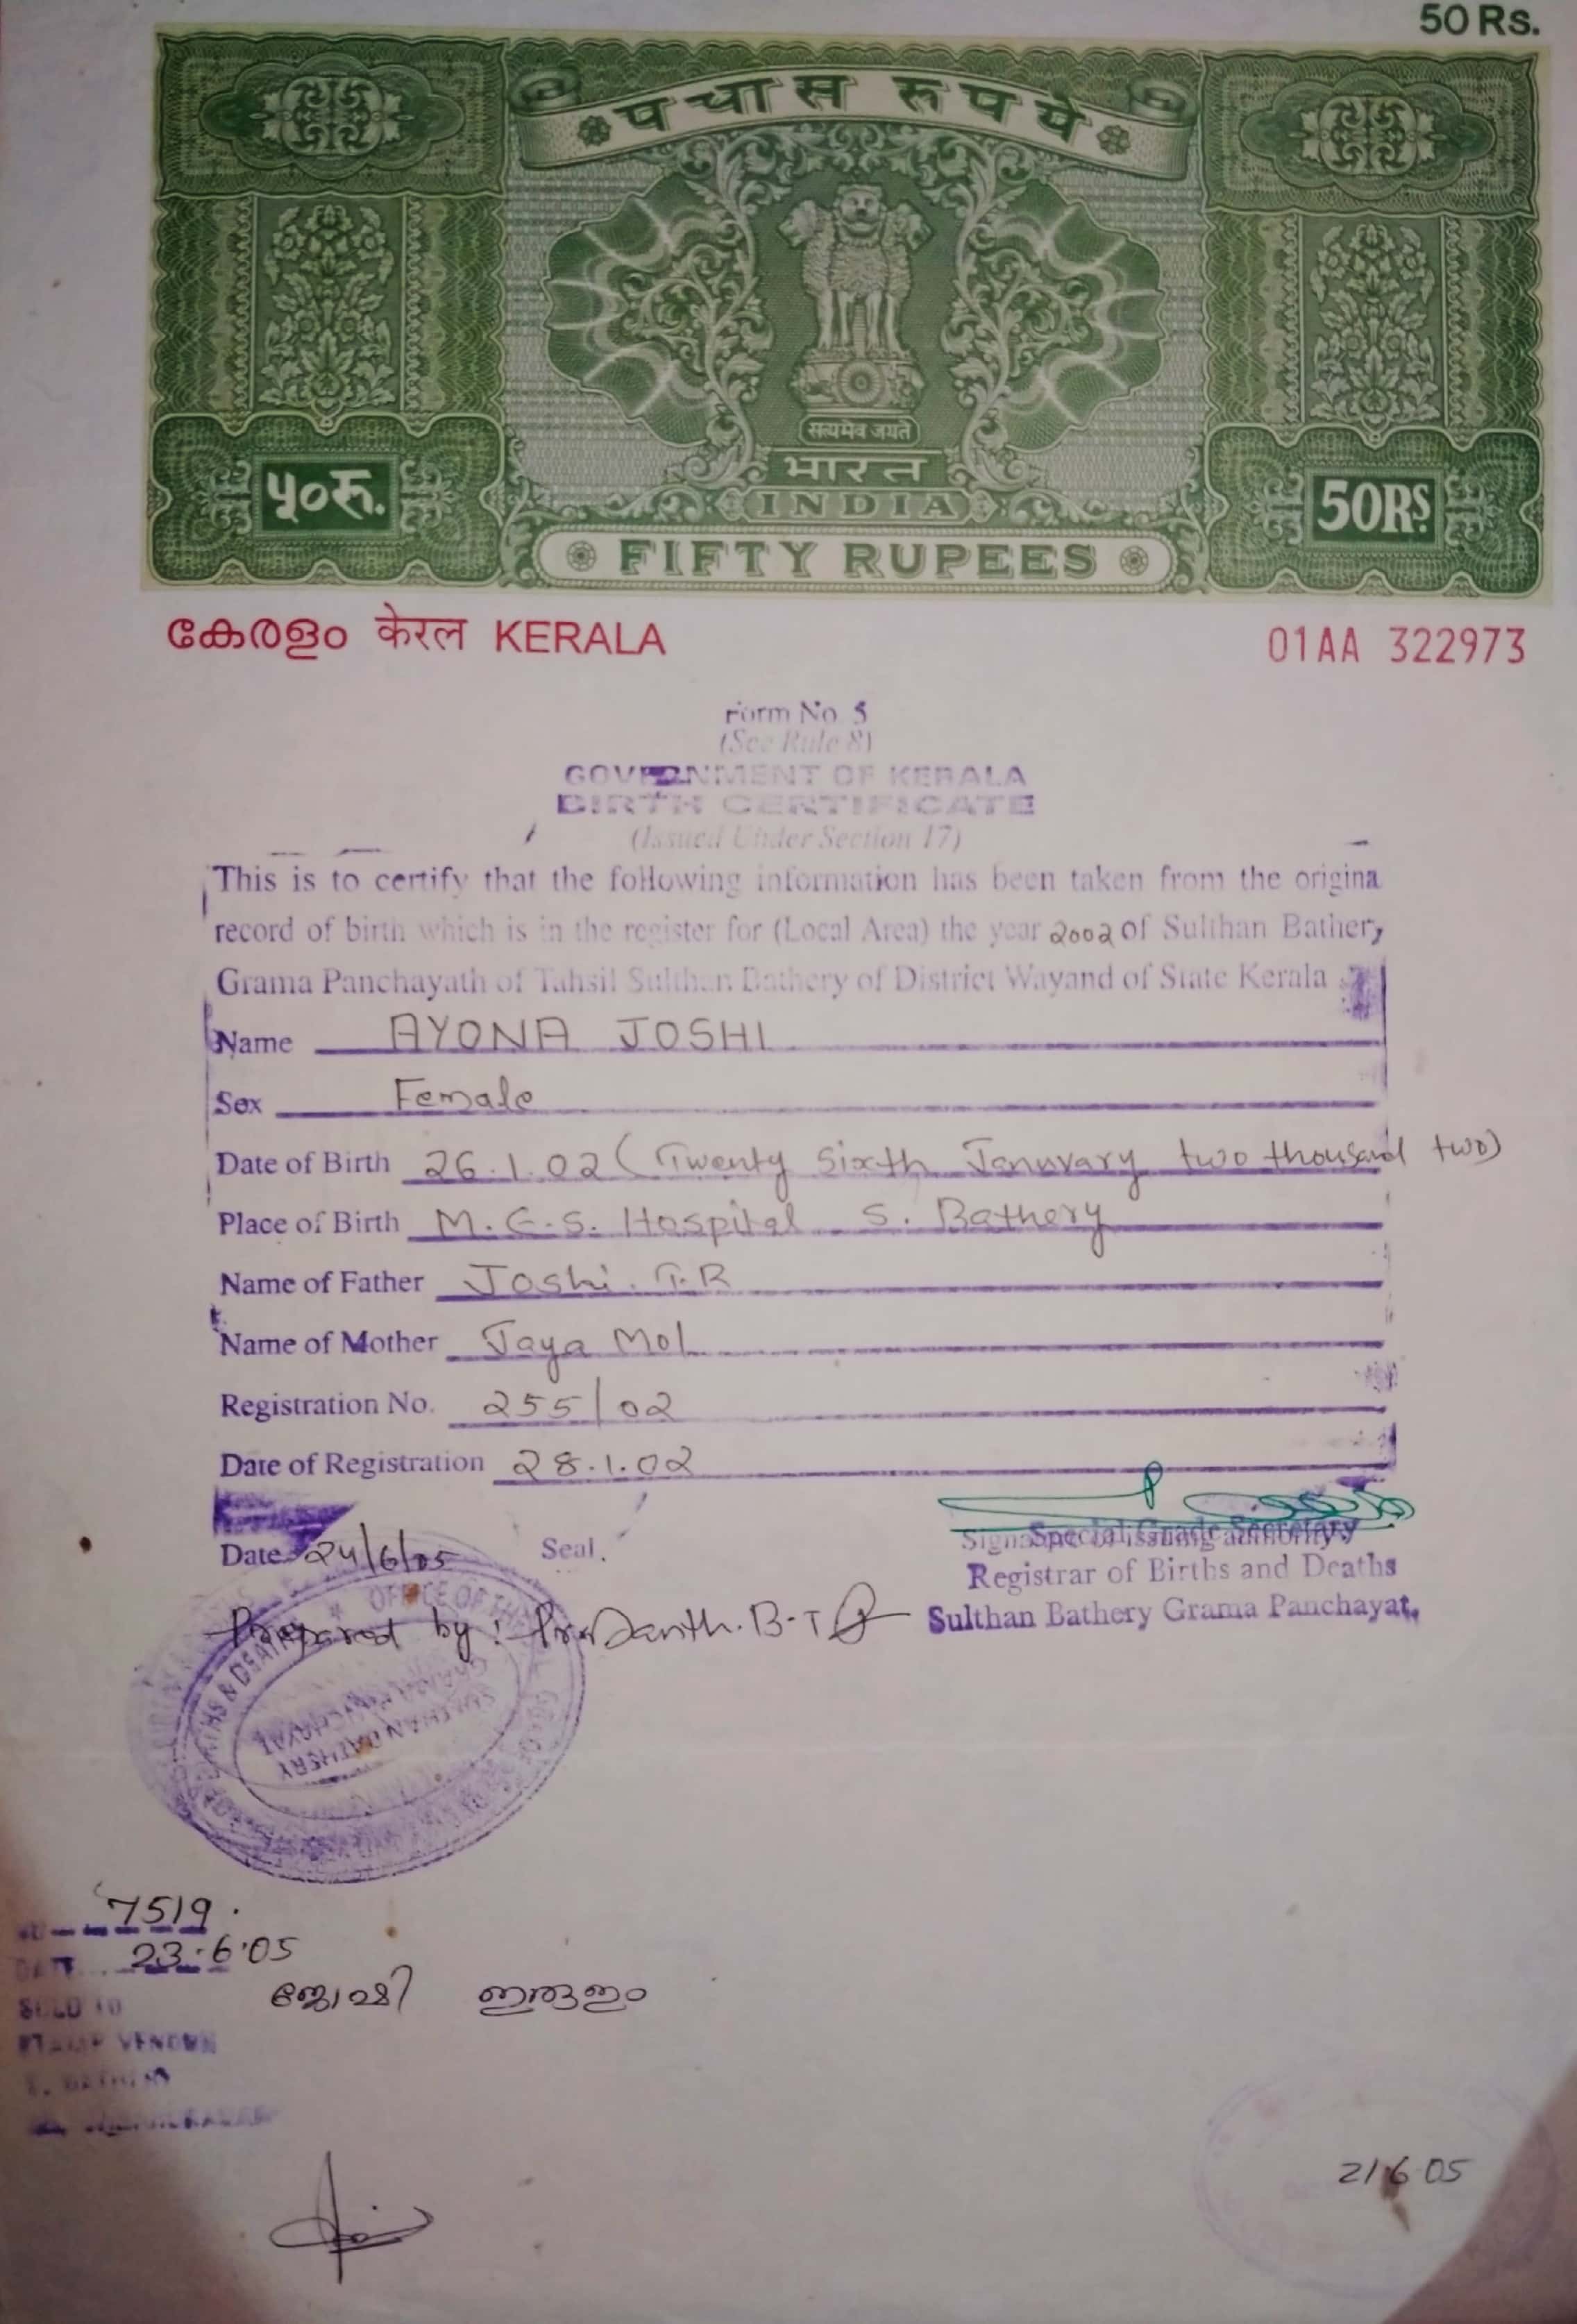 50 Rs.
पचास रुपये
सत्यमेव जयते
भारत
INDIA
५०रू.
50RS.
FIFTY RUPEES
കേരളം केरल KERALA
01AA 322973
Form No. 5
(See Rule 8)
GOVERNMENT OF KERALA
BIRTH CERTIFICATE
(Issued Under Section 17)
This is to certify that the following information has been taken from the origina
record of birth which is in the register for (Local Area) the year 2002 of Sulthan Bathery
Grama Panchayath of Tahsil Sulthan Bathery of District Wayand of State Kerala
Name AYONA JOSHI
Sex Female
Date of Birth 26.1.02 (Twenty Sixth Januvary two thousand two)
Place of Birth M.E.S. Hospital S. Bathery
Name of Father Joshi. T.R
Name of Mother Jaya Mol
Registration No. 255/02
Date of Registration 28.1.02
Special Grade Secretary
Signature of issuing authority
Date 24/6/05 Seal.
Registrar of Births and Deaths
Sulthan Bathery Grama Panchayat,
Prepared by: Prasanth.B.T
OFFICE OF THE
BIRTHS & DEATHS
GRAMA PANCHAYAT
SULTHAN BATHERY
7519.
DATE 23.6.05
SOLD TO ജോഷി ഇരുളം
STAMP VENDOR
S. BATHERY
21.6.05